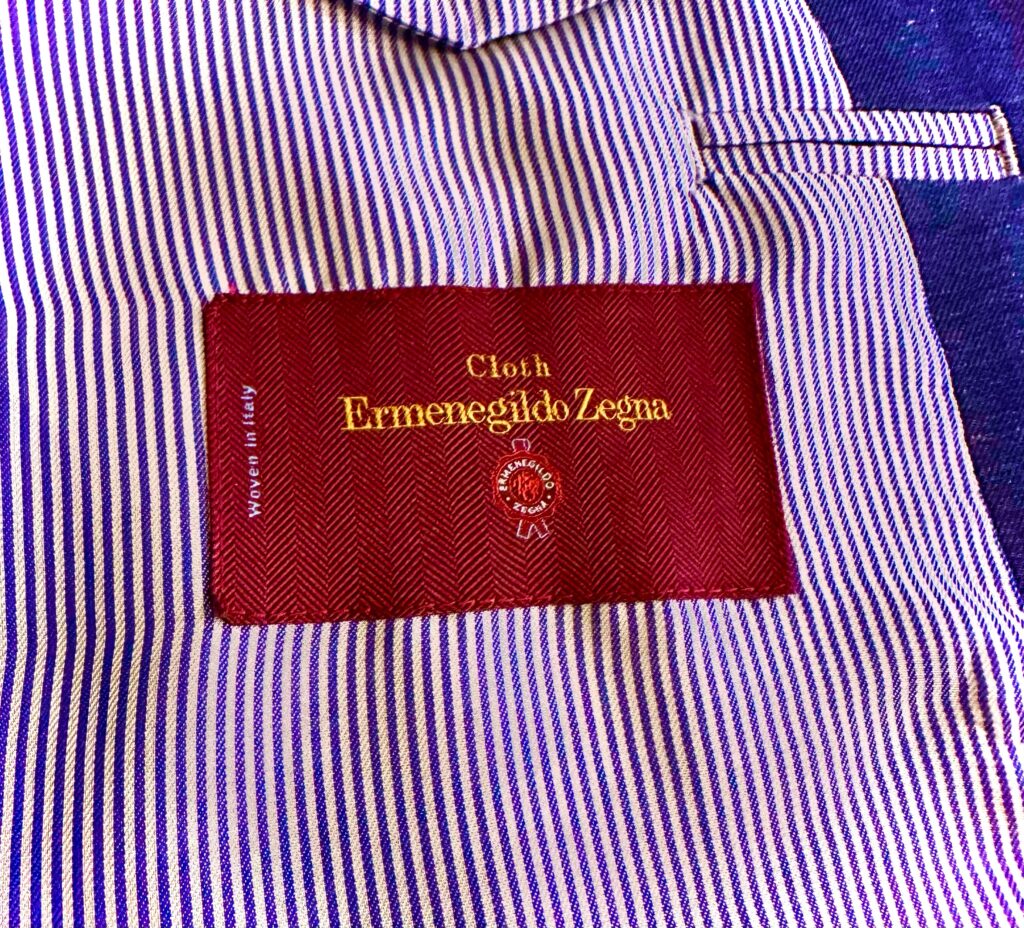 Cloth
Ermenegildo Zegna
Woven in Italy
ERMENEGILDO
ZEGNA